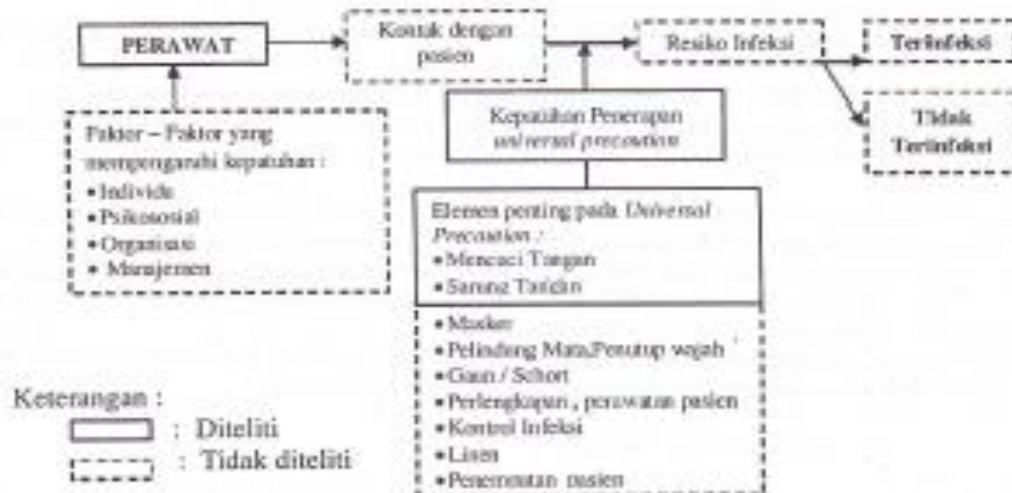 PERAWAT
Kontak dengan
pasien
Resiko Infeksi
Teriinfeksi
Tidak
Teriinfeksi
Faktor – Faktor yang
mempengaruhi kepatuhan :
• Individu
• Psikososial
• Organisasi
• Manajemen
Kepatuhan Penerapan
universal precaution
Elemen penting pada Universal
Precaution :
• Mencuci Tangan
• Sarung Tangan
• Masker
• Pelindung Mata,Penutup wajah
• Gaun / Schort
• Perlengkapan , perawatan pasien
• Kontrol Infeksi
• Linen
• Penempatan pasien
Keterangan :
: Diteliti
: Tidak diteliti